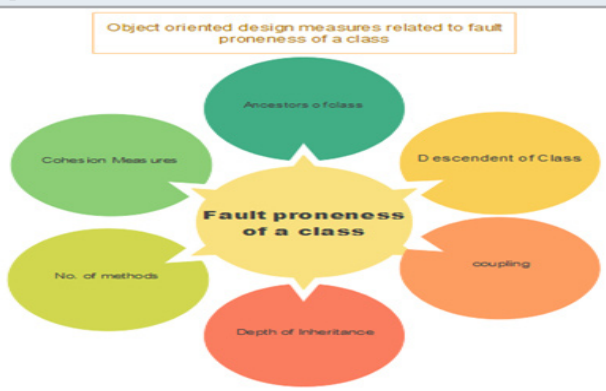 Object oriented design measures related to fault
proneness of a class
Ancestors of class
Descendent of Class
coupling
Depth of Inheritance
No. of methods
Cohesion Measures
Fault proneness
of a class